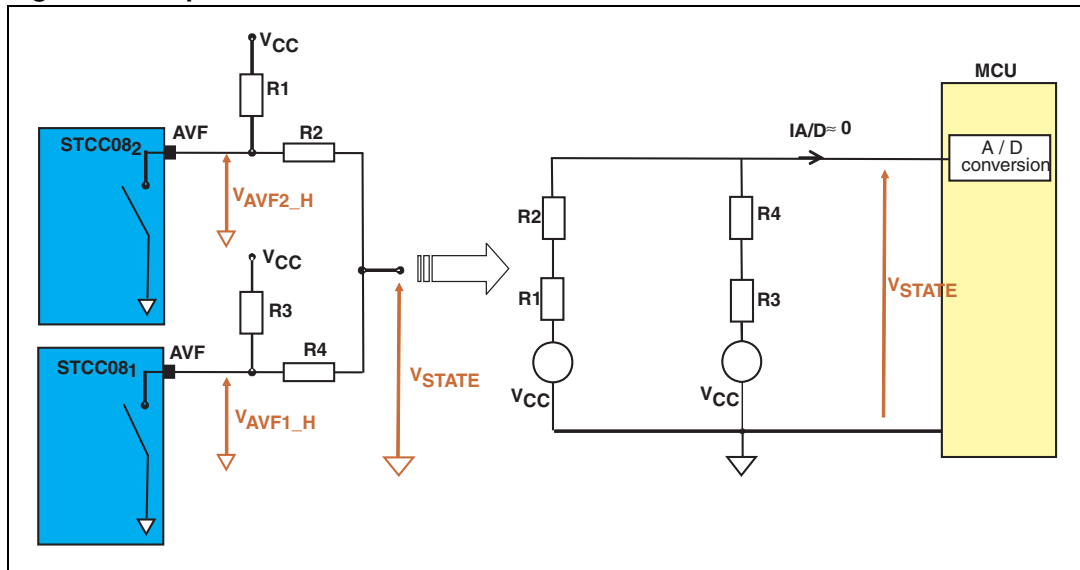 VCC
R1
STCC082
AVF
R2
VAVF2_H
VCC
R3
STCC081
AVF
R4
VAVF1_H
VSTATE
R2
R1
VCC
R4
R3
VCC
IA/D≈ 0
VSTATE
MCU
A / D
conversion